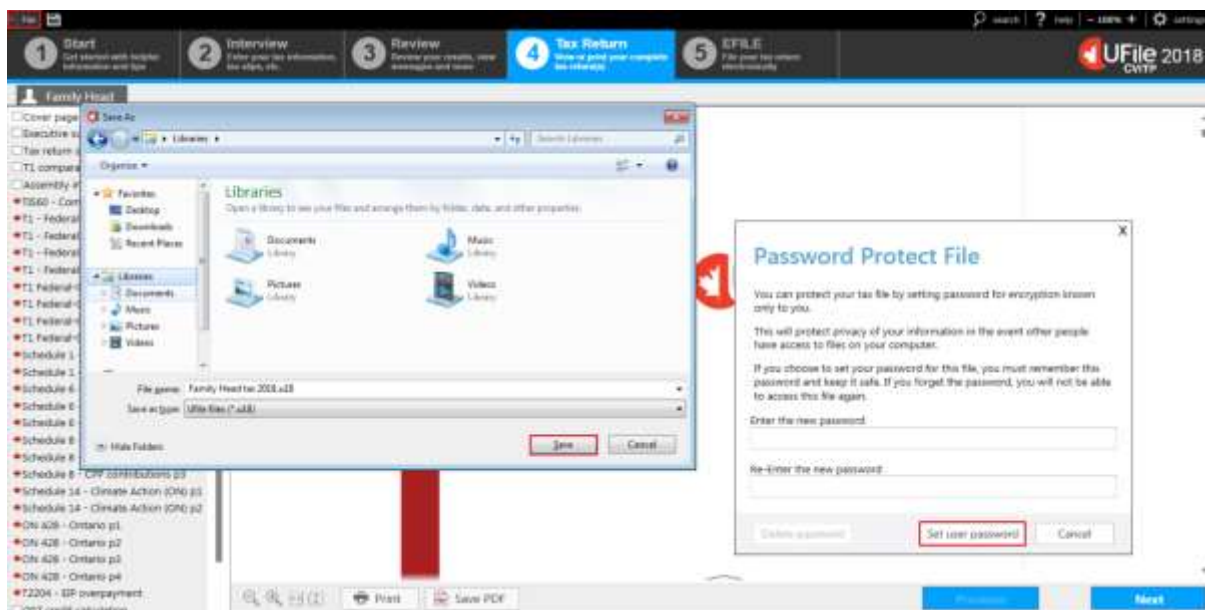 File
search ? help - 100% + settings
1 Start
Get started with helpful information and tips
2 Interview
Enter your tax information, tax slips, etc.
3 Review
Review your results, view messages and more
4 Tax Return
View or print your complete tax return(s)
5 EFILE
File your tax return electronically
UFile 2018
CVITP
Family Head
Cover page
Executive su
Tax return s
T1 compara
Assembly i
T1 - Federal
T1 - Federal
T1 - Federal
T1 - Federal
T1 Federal-
T1 Federal-
T1 Federal-
T1 Federal-
Schedule 1
Schedule 1
Schedule 6
Schedule 6
Schedule 8
Schedule 8
Schedule 8
Schedule 8 - CPP contributions p3
Schedule 14 - Climate Action (ON) p1
Schedule 14 - Climate Action (ON) p2
ON 428 - Ontario p1
ON 428 - Ontario p2
ON 428 - Ontario p3
ON 428 - Ontario p4
T2204 - EIP overpayment
Save As
Libraries
Search Libraries
Organize
Favorites
Desktop
Downloads
Recent Places
Libraries
Documents
Music
Pictures
Videos
Libraries
Open a library to see your files and arrange them by folder, date, and other properties.
Documents
Library
Music
Library
Pictures
Library
Videos
Library
File name: Family Head tax 2018.u18
Save as type: Ufile files (*.u18)
Hide Folders
Save
Cancel
X
Password Protect File
You can protect your tax file by setting password for encryption known
only to you.
This will protect privacy of your information in the event other people
have access to files on your computer.
If you choose to set your password for this file, you must remember this
password and keep it safe. If you forget the password, you will not be able
to access this file again.
Enter the new password
Re-Enter the new password
Delete password
Set user password
Cancel
Print
Save PDF
Previous
Next